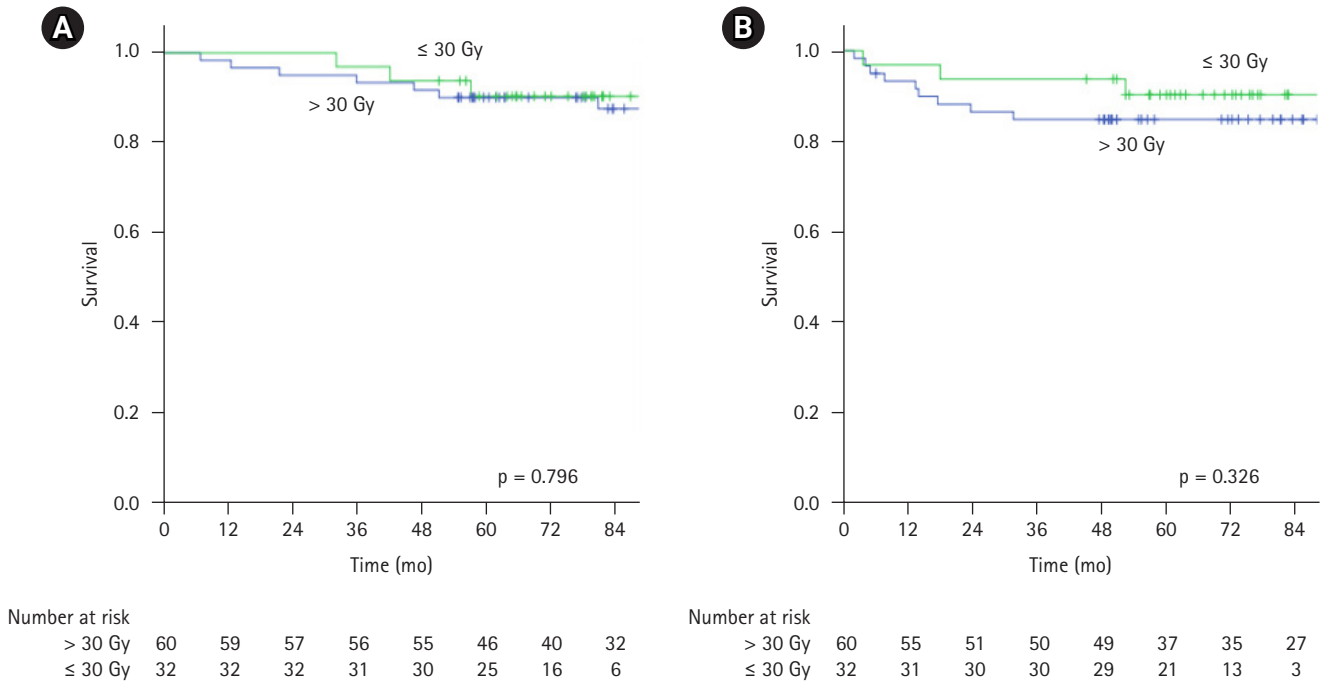 A
1.0
0.8
0.6
0.4
0.2
0.0
Survival
≤ 30 Gy
> 30 Gy
p = 0.796
0 12 24 36 48 60 72 84
Time (mo)
Number at risk
> 30 Gy 60 59 57 56 55 46 40 32
≤ 30 Gy 32 32 32 31 30 25 16 6
B
1.0
0.8
0.6
0.4
0.2
0.0
Survival
≤ 30 Gy
> 30 Gy
p = 0.326
0 12 24 36 48 60 72 84
Time (mo)
Number at risk
> 30 Gy 60 55 51 50 49 37 35 27
≤ 30 Gy 32 31 30 30 29 21 13 3